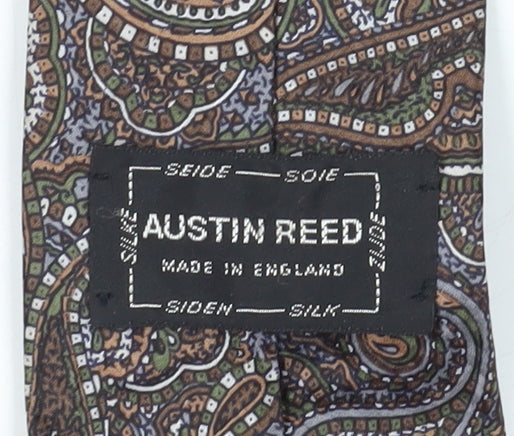 SEIDE SOIE
SILKE
AUSTIN REED
ZIJDE
MADE IN ENGLAND
SIDEN SILK